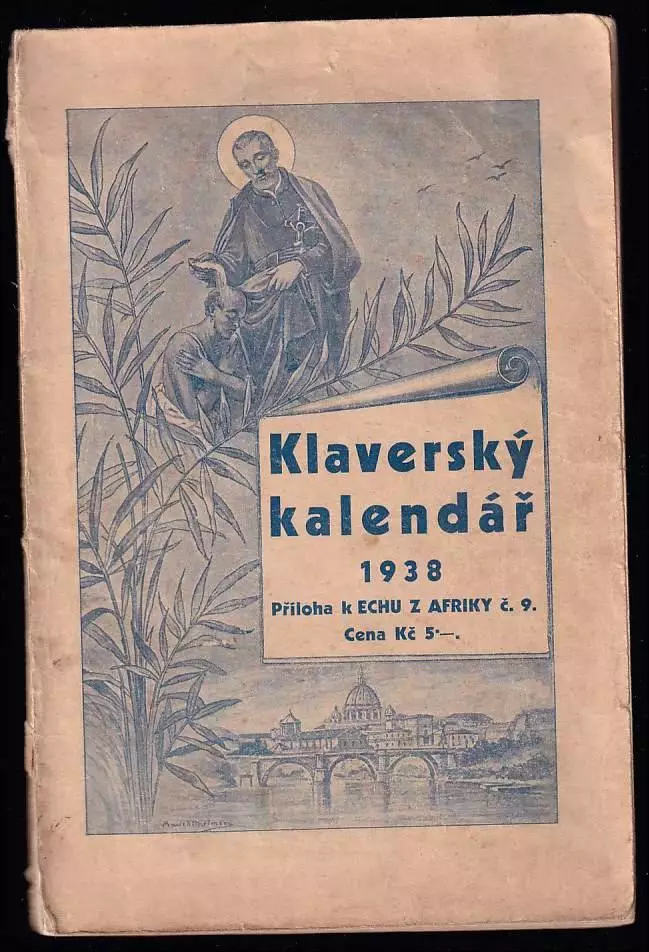 Klaverský
kalendář
1938
Příloha k ECHU Z AFRIKY č. 9.
Cena Kč 5·—.